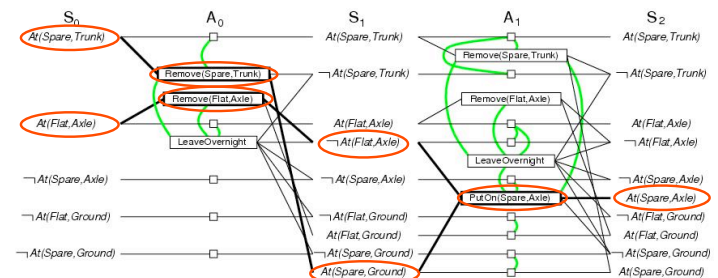 S0 A0 S1 A1 S2
At(Spare,Trunk) At(Spare,Trunk) At(Spare,Trunk)
Remove(Spare,Trunk)
Remove(Spare,Trunk) ¬At(Spare,Trunk) ¬At(Spare,Trunk)
Remove(Flat,Axle) Remove(Flat,Axle)
At(Flat,Axle) At(Flat,Axle) At(Flat,Axle)
LeaveOvernight ¬At(Flat,Axle) ¬At(Flat,Axle)
LeaveOvernight
¬At(Spare,Axle) ¬At(Spare,Axle) ¬At(Spare,Axle)
PutOn(Spare,Axle) At(Spare,Axle)
¬At(Flat,Ground) ¬At(Flat,Ground) ¬At(Flat,Ground)
At(Flat,Ground) At(Flat,Ground)
¬At(Spare,Ground) ¬At(Spare,Ground) ¬At(Spare,Ground)
At(Spare,Ground) At(Spare,Ground)